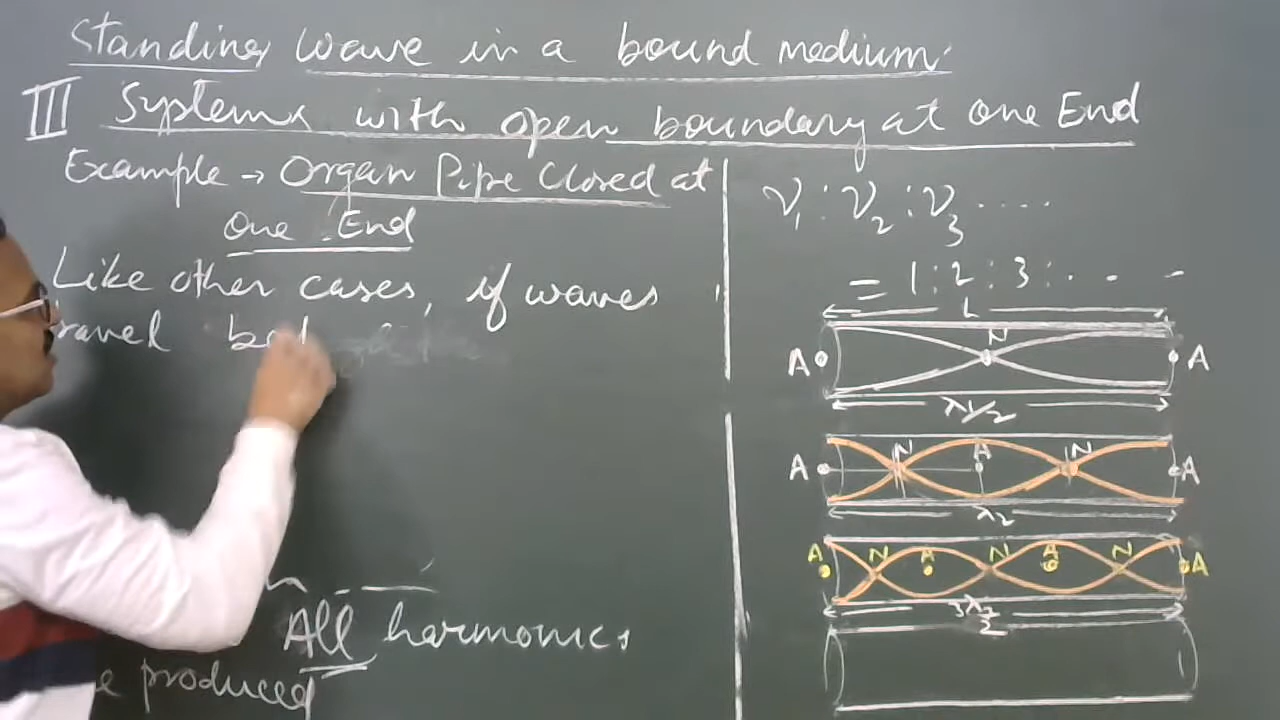 Standing wave in a bound medium.
III Systems with open boundary at one End
Example → Organ Pipe Closed at
One End
Like other cases, if waves
travel
All harmonics
produced
ν₁ : ν₂ : ν₃ ....
= 1 : 2 : 3 : . . . -
L
A N A
λ₁/2
A N A N A
λ₂
A N A N A N A
3λ₃/2